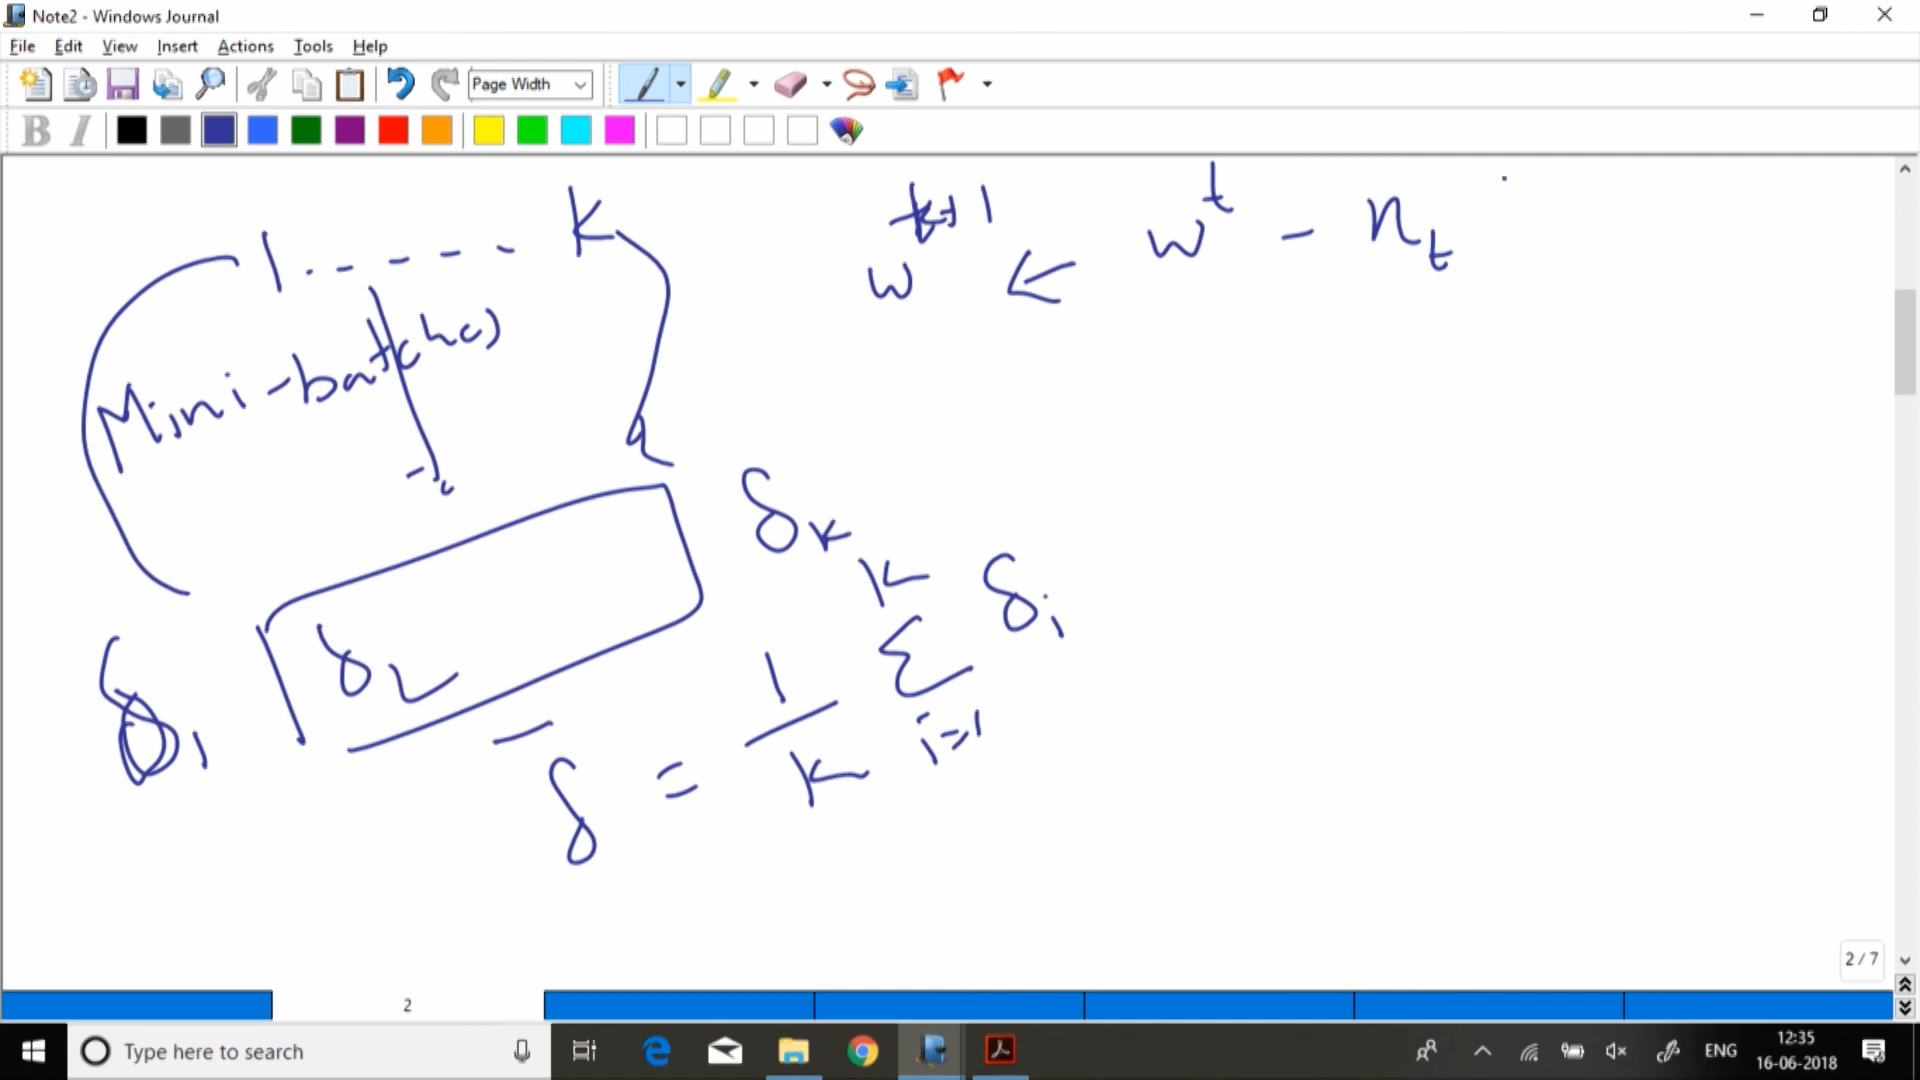 Note2 - Windows Journal
File Edit View Insert Actions Tools Help
Page Width
B I
1 . - - - - - k
w^{t+1} ← w^t - η_t
Mini-batches
δ_k
δ_1 δ_2 -
δ = 1/k Σ_{i=1}^{k} δ_i
2 / 7
2
Type here to search
ENG
12:35
16-06-2018